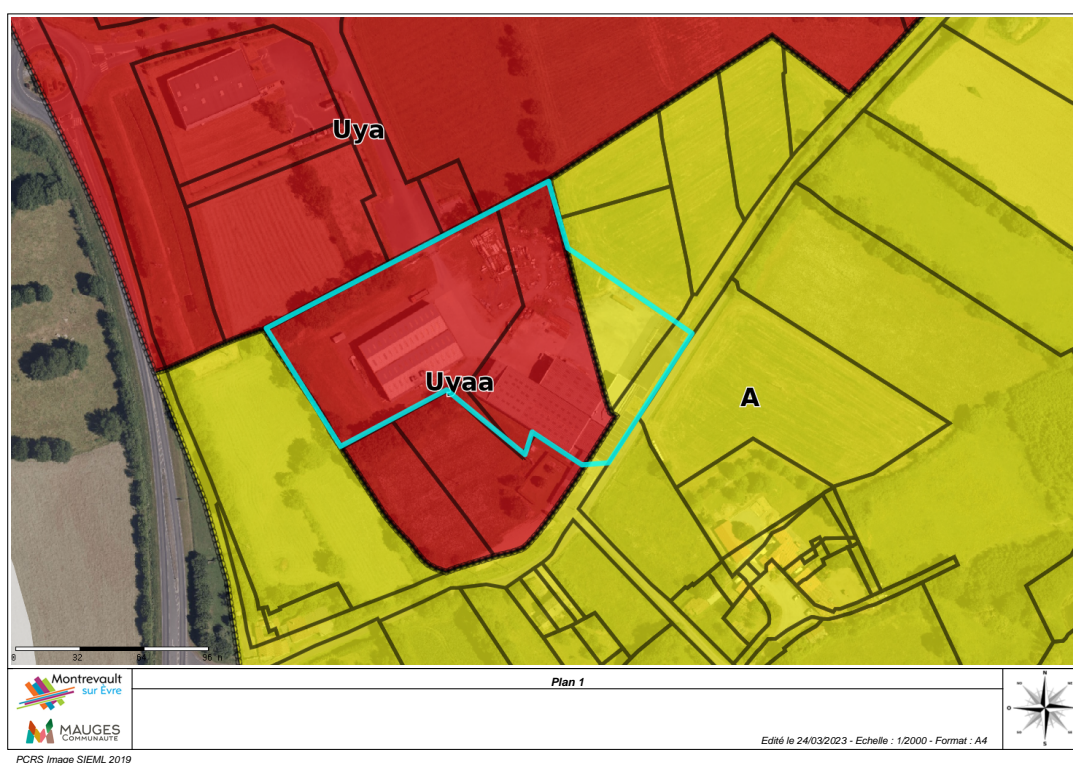 Uya
Uyaa
A
0 32 64 96 m
Montrevault
sur Èvre
MAUGES
COMMUNAUTÉ
Plan 1
Edité le 24/03/2023 - Echelle : 1/2000 - Format : A4
N
O
S
PCRS Image SIEML 2019